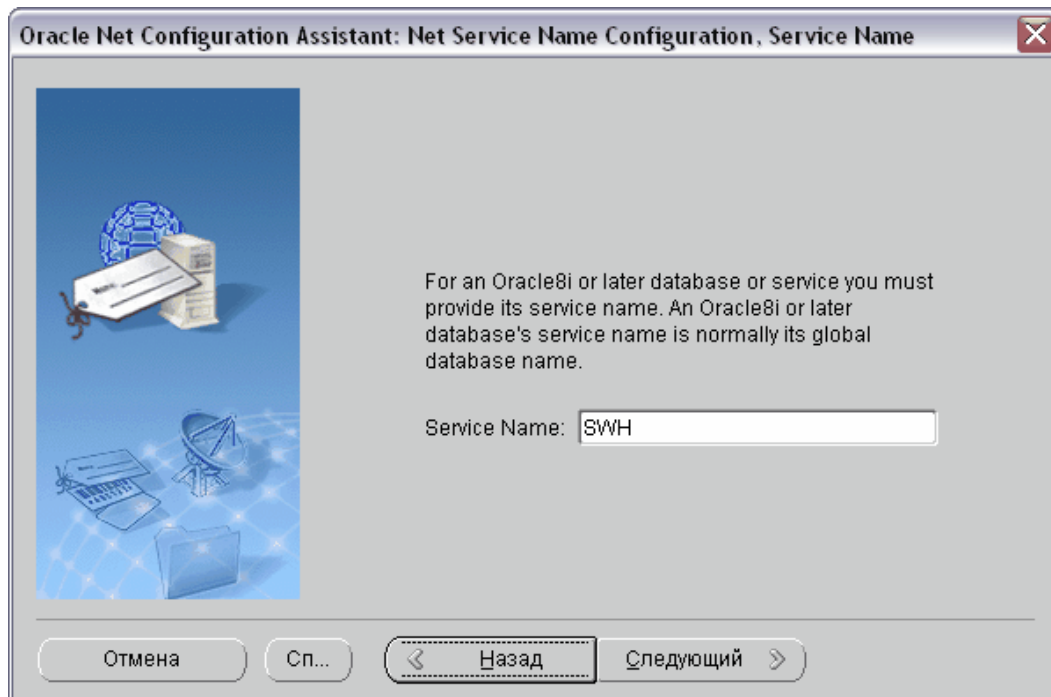 Oracle Net Configuration Assistant: Net Service Name Configuration, Service Name
For an Oracle8i or later database or service you must
provide its service name. An Oracle8i or later
database's service name is normally its global
database name.
Service Name: SWH
Отмена Сп... Назад Следующий